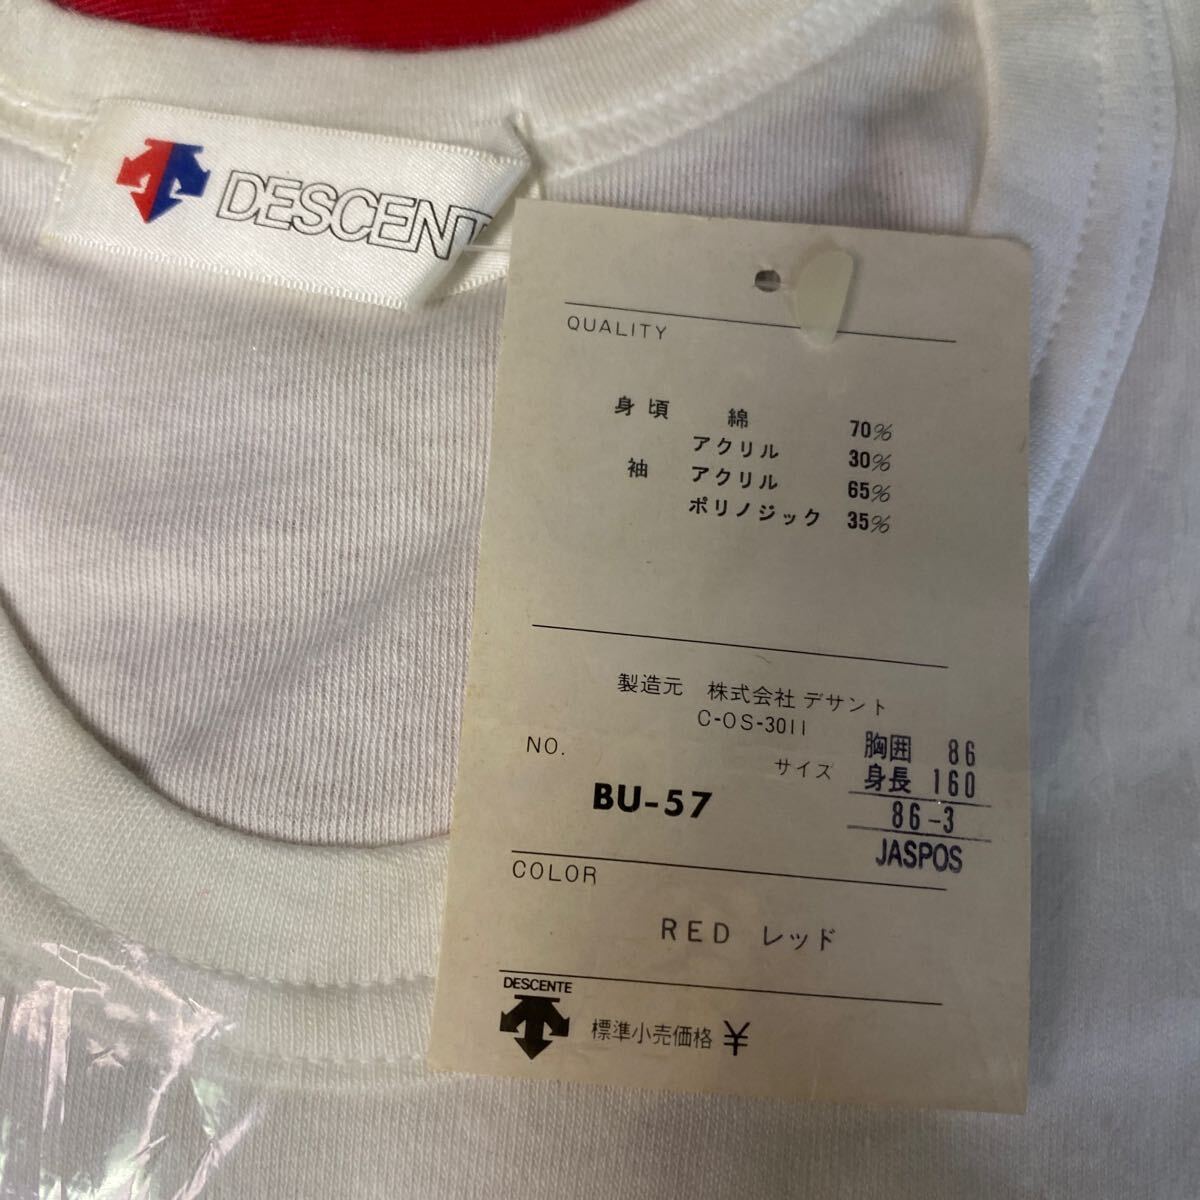 DESCENTE
QUALITY
身頃 綿 70%
アクリル 30%
袖 アクリル 65%
ポリノジック 35%
製造元 株式会社 デサント
C-OS-3011
NO.
BU-57
サイズ
胸囲 86
身長 160
86-3
JASPOS
COLOR
RED レッド
DESCENTE
標準小売価格 ¥